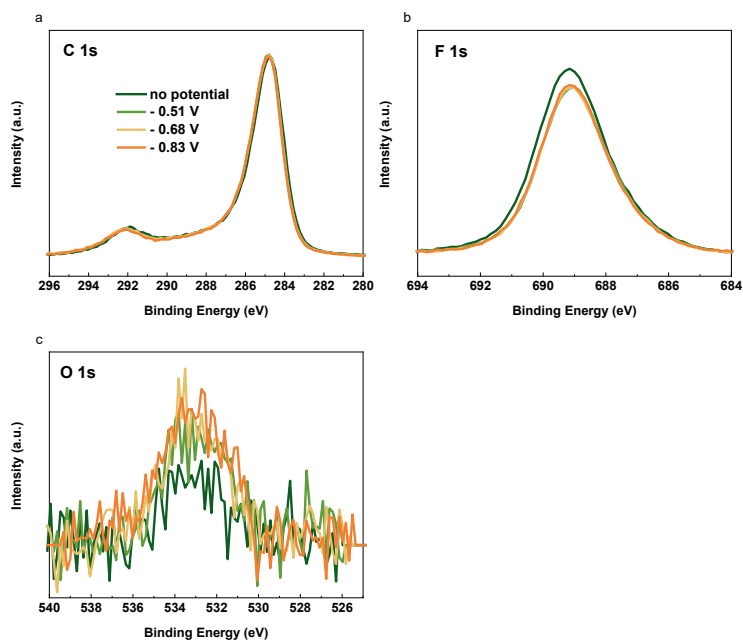 a
C 1s
no potential
- 0.51 V
- 0.68 V
- 0.83 V
Intensity (a.u.)
296 294 292 290 288 286 284 282 280
Binding Energy (eV)
b
F 1s
Intensity (a.u.)
694 692 690 688 686 684
Binding Energy (eV)
c
O 1s
Intensity (a.u.)
540 538 536 534 532 530 528 526
Binding Energy (eV)